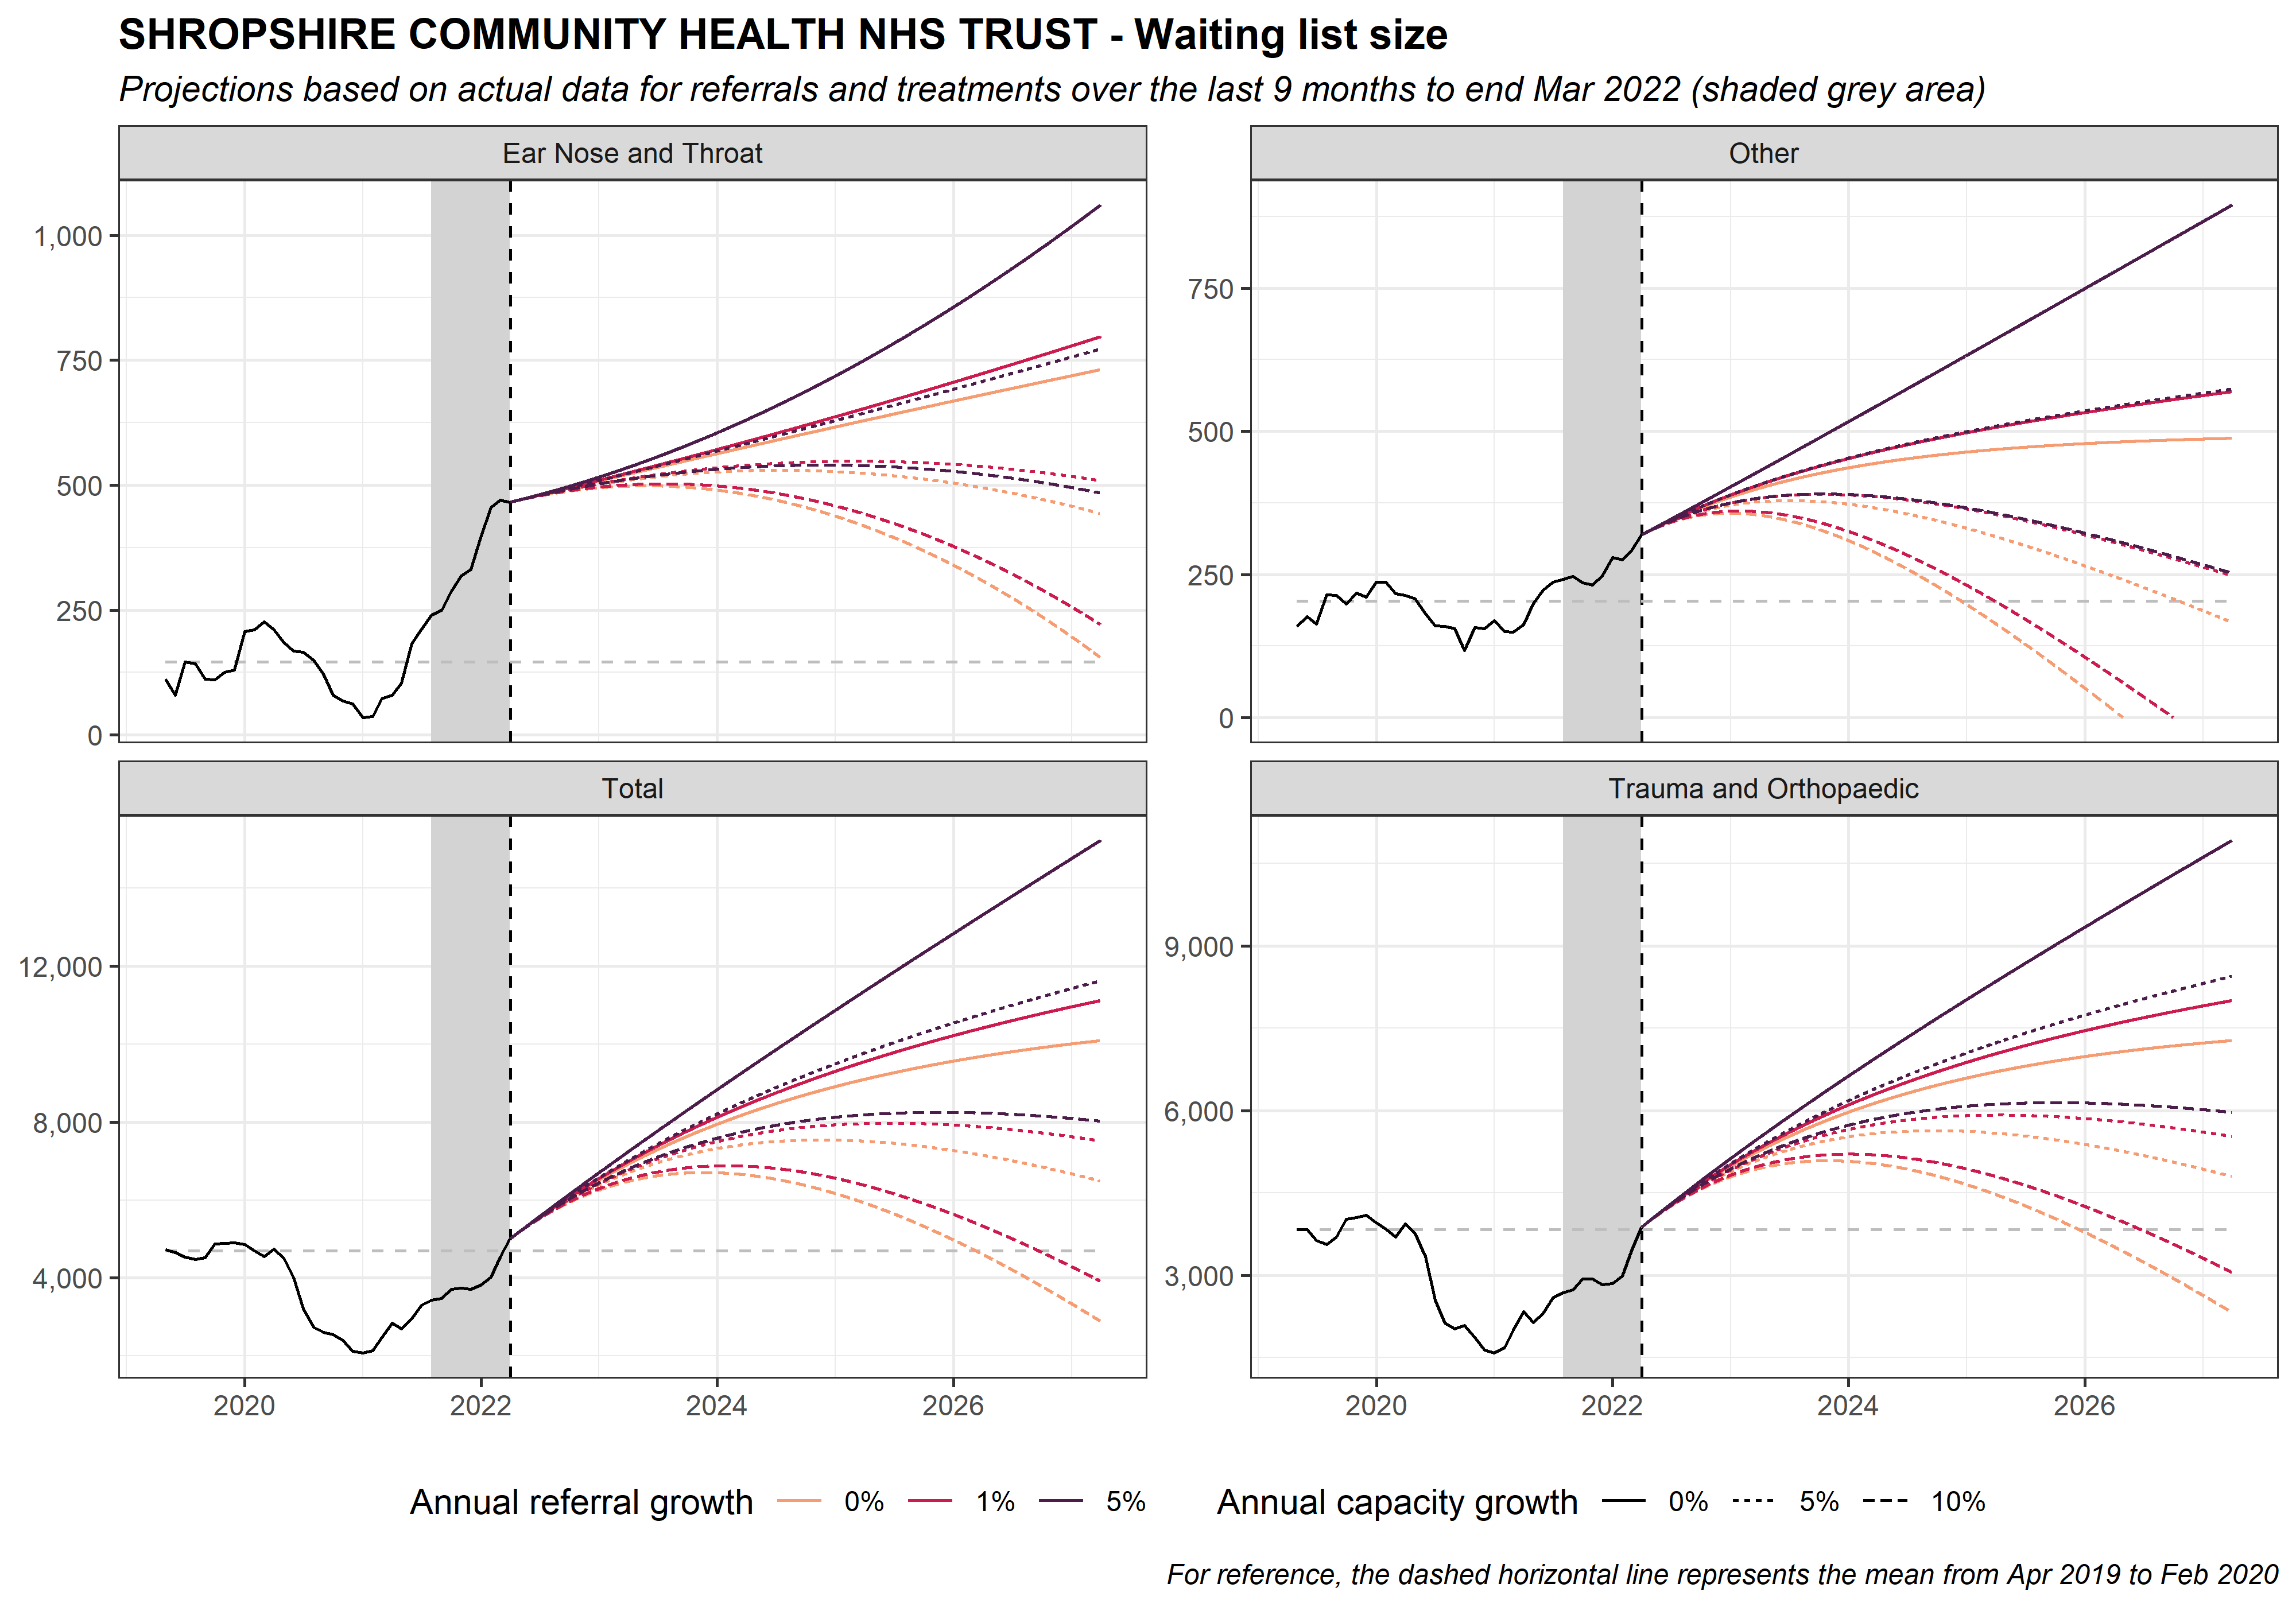 SHROPSHIRE COMMUNITY HEALTH NHS TRUST - Waiting list size
Projections based on actual data for referrals and treatments over the last 9 months to end Mar 2022 (shaded grey area)
Ear Nose and Throat
1,000
750
500
250
0
Other
750
500
250
0
Total
12,000
8,000
4,000
2020 2022 2024 2026
Trauma and Orthopaedic
9,000
6,000
3,000
2020 2022 2024 2026
Annual referral growth 0% 1% 5%
Annual capacity growth 0% 5% 10%
For reference, the dashed horizontal line represents the mean from Apr 2019 to Feb 2020